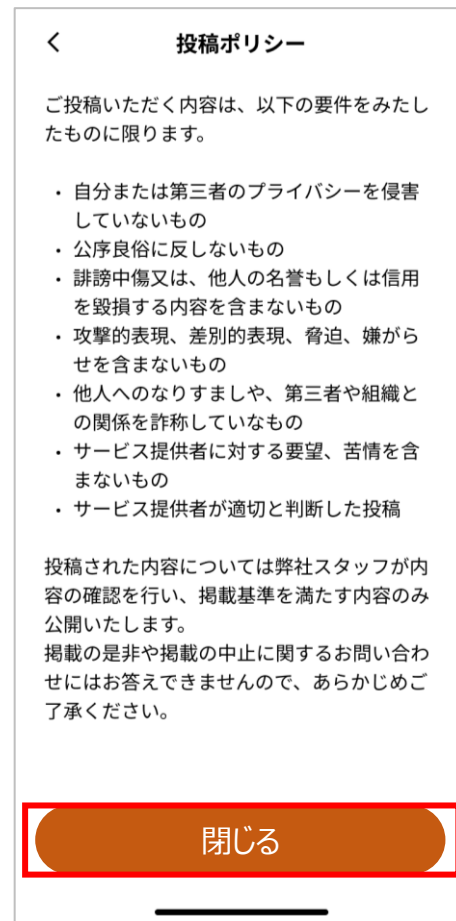 投稿ポリシー
ご投稿いただく内容は、以下の要件をみたし
たものに限ります。
・ 自分または第三者のプライバシーを侵害
していないもの
・ 公序良俗に反しないもの
・ 誹謗中傷又は、他人の名誉もしくは信用
を毀損する内容を含まないもの
・ 攻撃的表現、差別的表現、脅迫、嫌がら
せを含まないもの
・ 他人へのなりすましや、第三者や組織と
の関係を詐称していなもの
・ サービス提供者に対する要望、苦情を含
まないもの
・ サービス提供者が適切と判断した投稿
投稿された内容については弊社スタッフが内
容の確認を行い、掲載基準を満たす内容のみ
公開いたします。
掲載の是非や掲載の中止に関するお問い合わ
せにはお答えできませんので、あらかじめご
了承ください。
閉じる